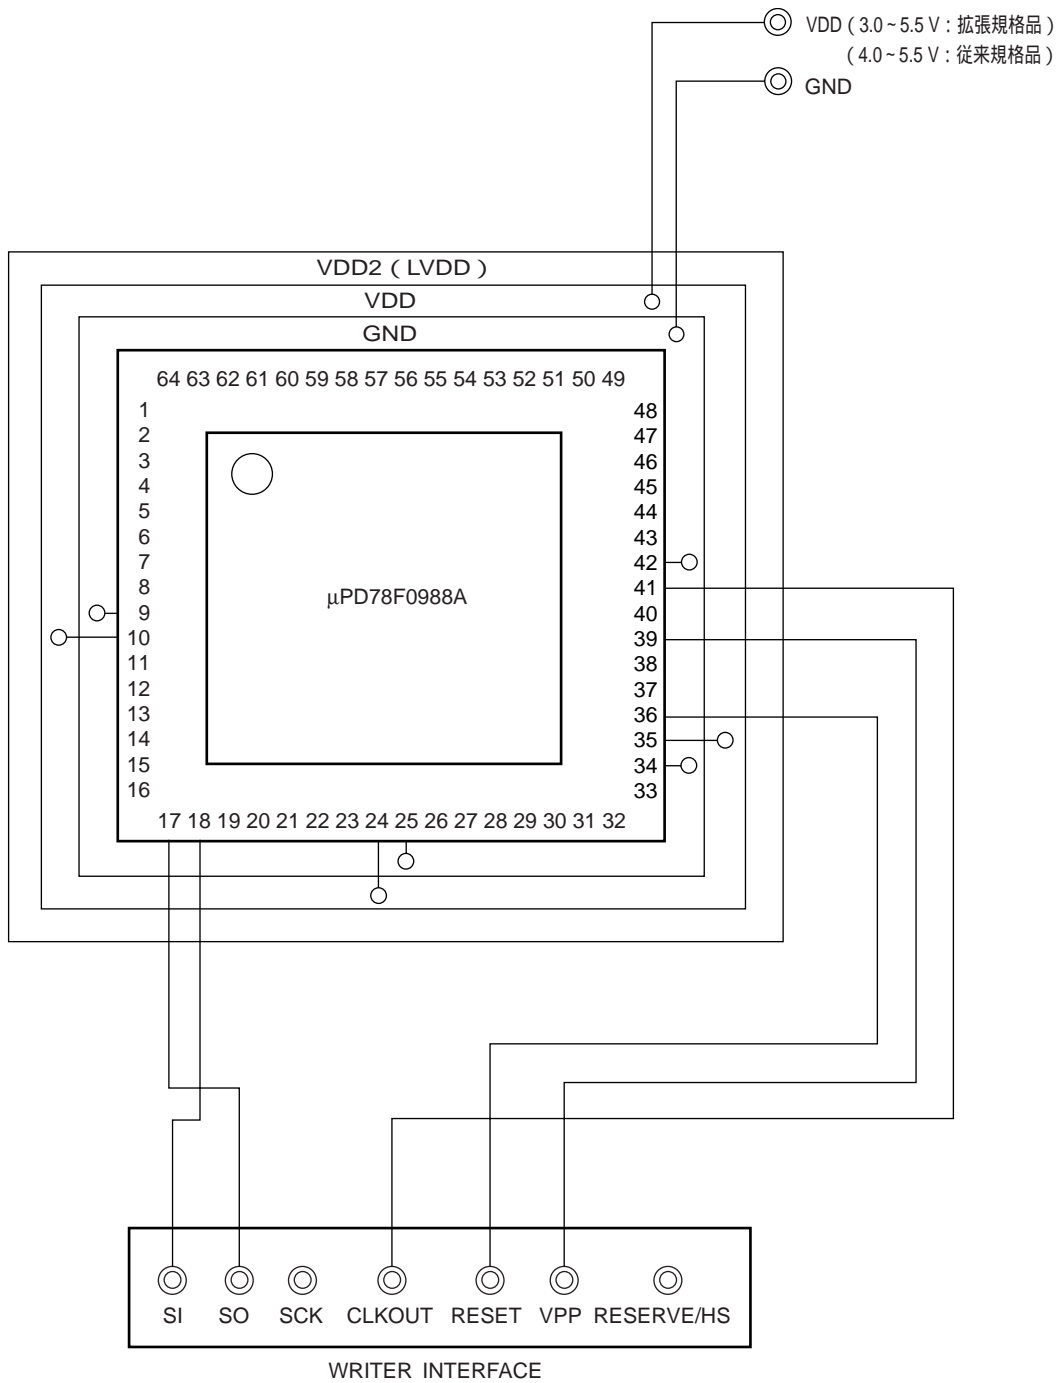 VDD（3.0～5.5 V：拡張規格品）
（4.0～5.5 V：従来規格品）
GND
VDD2（LVDD）
VDD
GND
64 63 62 61 60 59 58 57 56 55 54 53 52 51 50 49
1
2
3
4
5
6
7
8
9
10
11
12
13
14
15
16
48
47
46
45
44
43
42
41
40
39
38
37
36
35
34
33
μPD78F0988A
17 18 19 20 21 22 23 24 25 26 27 28 29 30 31 32
SI SO SCK CLKOUT RESET VPP RESERVE/HS
WRITER INTERFACE